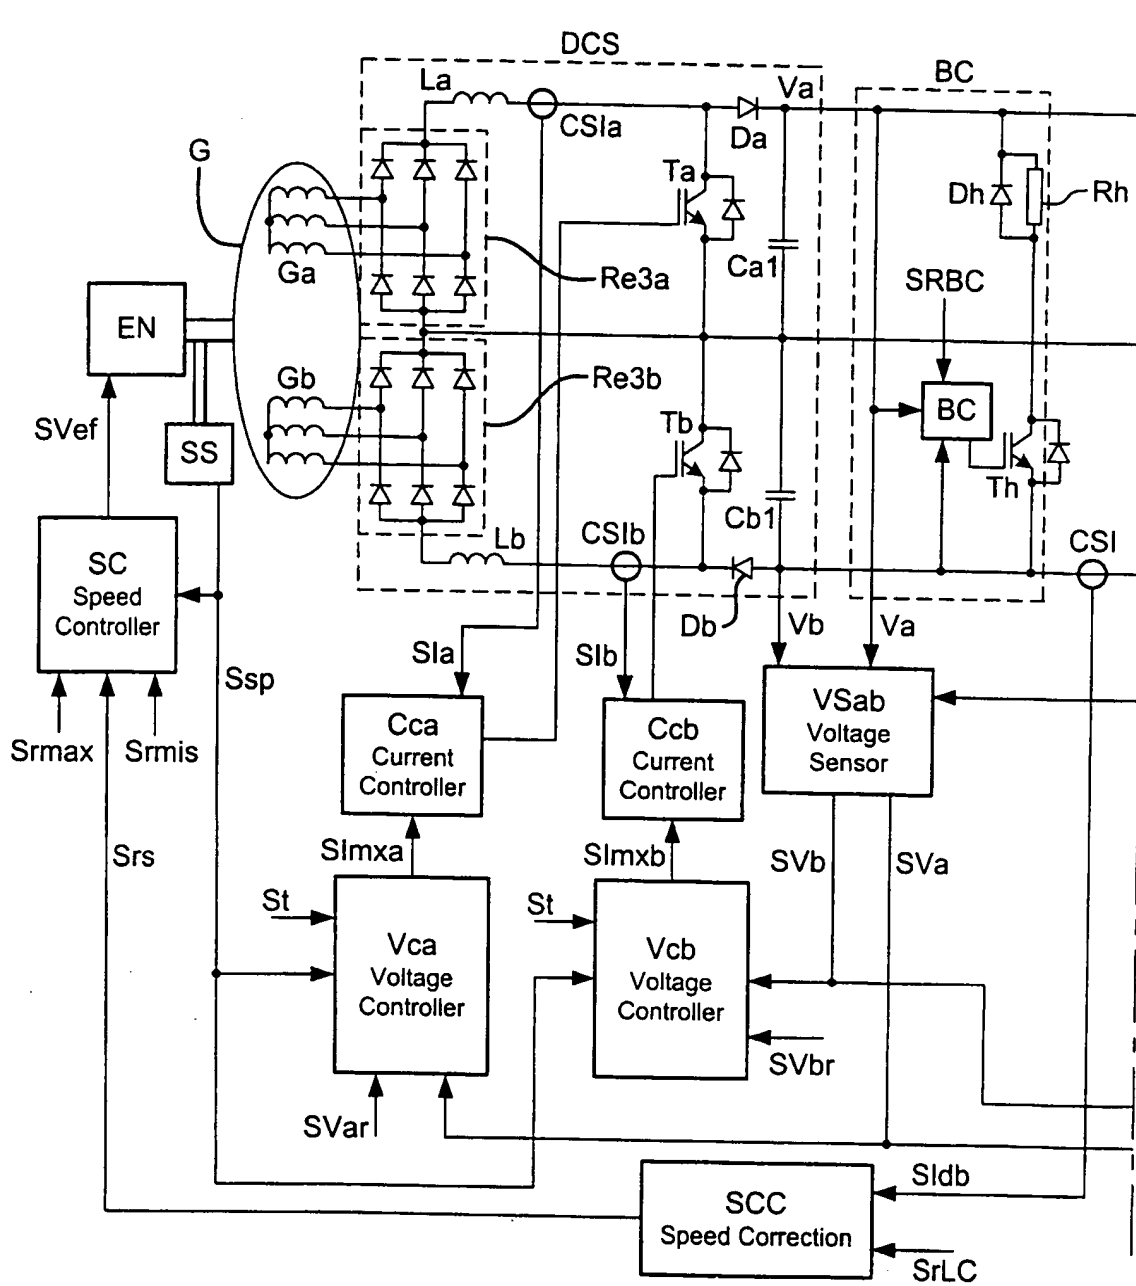 DCS
La
Va
BC
CSIa
Da
G
Ta
Dh
Rh
Ga
Ca1
Re3a
SRBC
EN
Gb
Re3b
BC
SVef
Tb
SS
Th
Cb1
Lb
CSIb
CSI
SC
Speed
Controller
Db
Vb
Va
SIa
SIb
Ssp
VSab
Voltage
Sensor
Cca
Current
Controller
Ccb
Current
Controller
Srmax
Srmis
Srs
SImxa
SImxb
SVb
SVa
St
St
Vca
Voltage
Controller
Vcb
Voltage
Controller
SVbr
SVar
SIdb
SCC
Speed Correction
SrLC